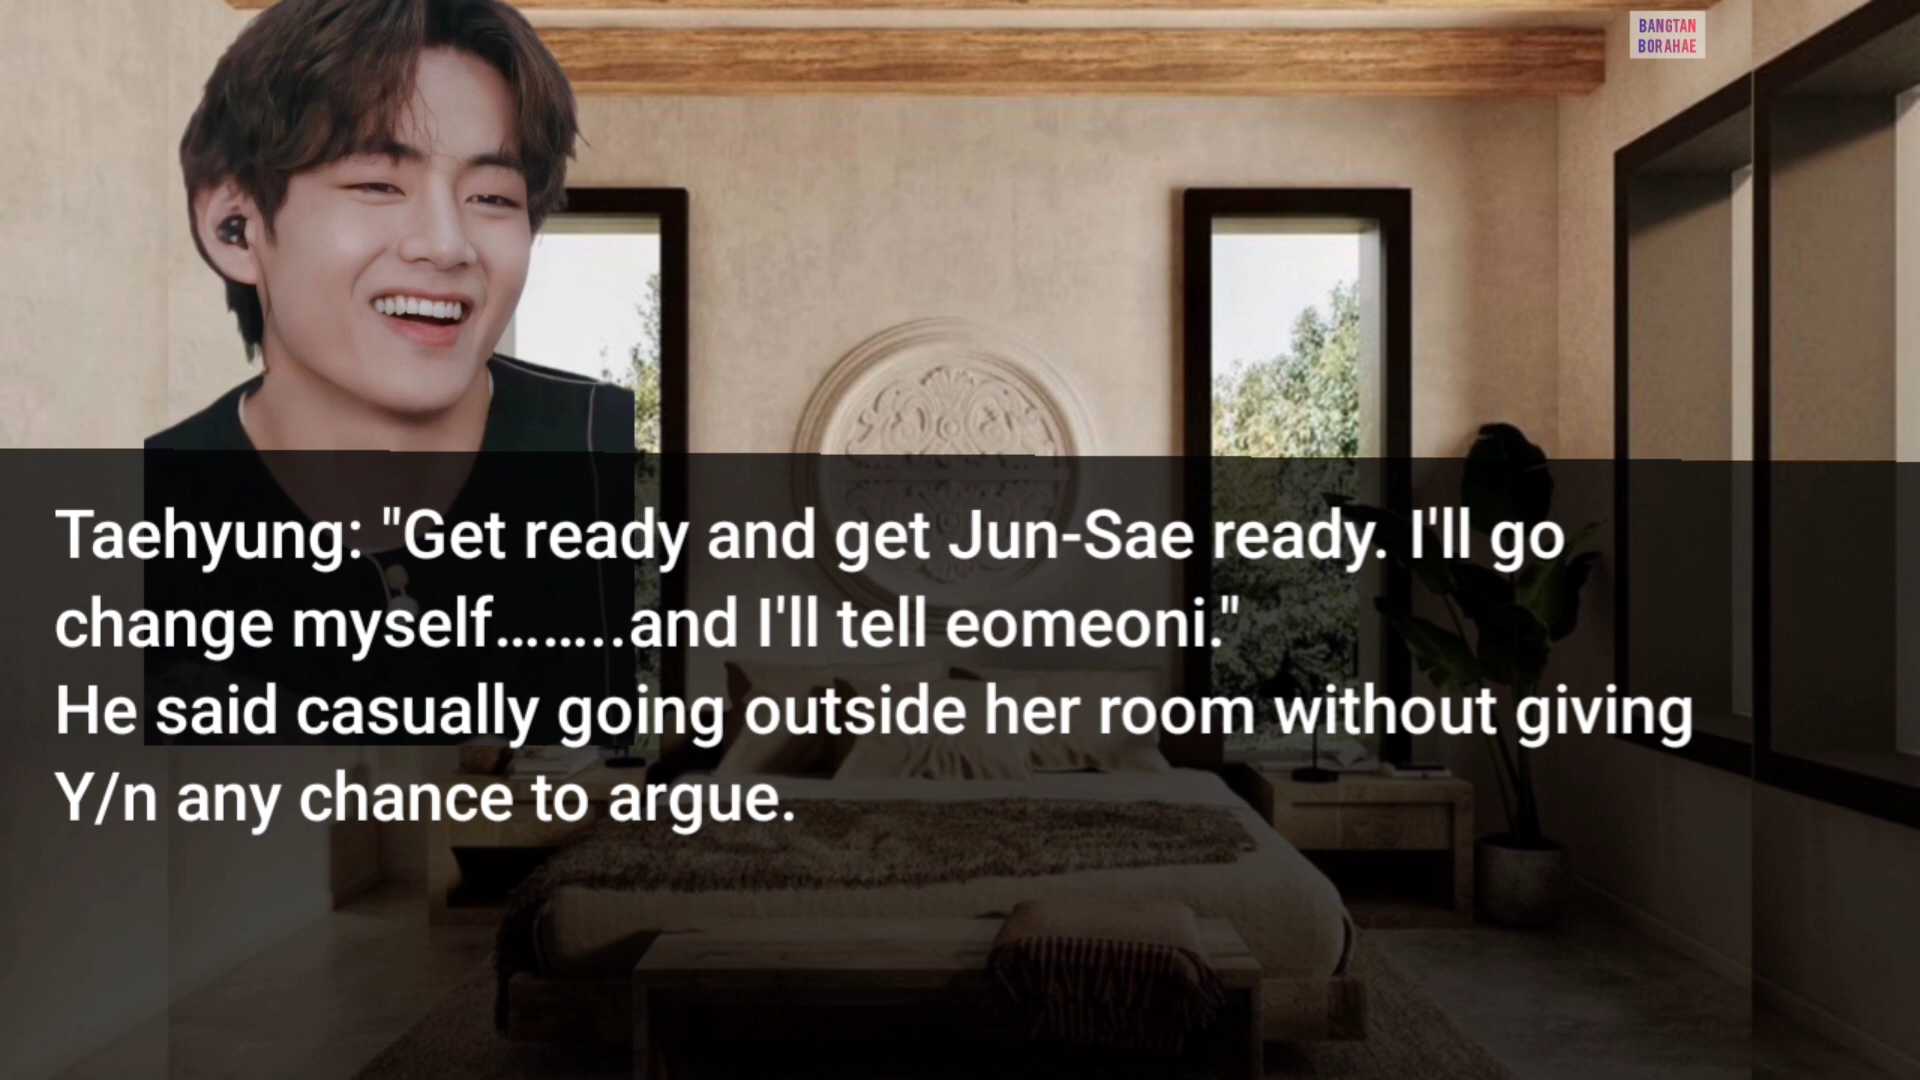 BANGTAN
BORAHAE
Taehyung: "Get ready and get Jun-Sae ready. I'll go
change myself……..and I'll tell eomeoni."
He said casually going outside her room without giving
Y/n any chance to argue.